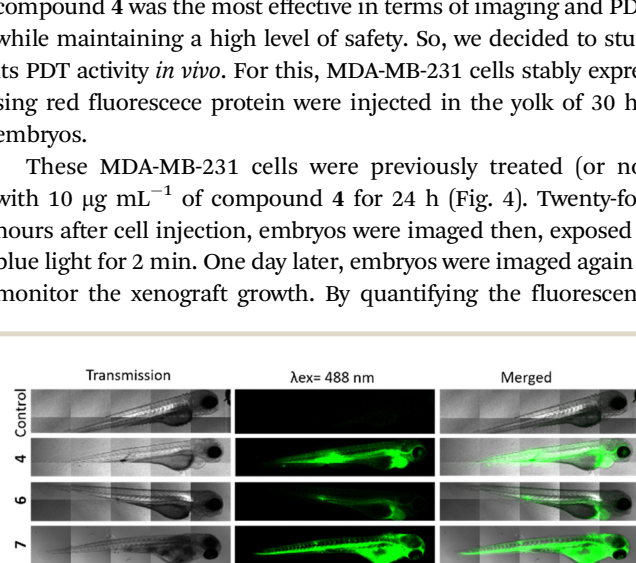 compound 4 was the most effective in terms of imaging and PD
while maintaining a high level of safety. So, we decided to stu
its PDT activity in vivo. For this, MDA-MB-231 cells stably expre
sing red fluorescece protein were injected in the yolk of 30 h
embryos.
These MDA-MB-231 cells were previously treated (or no
with 10 μg mL⁻¹ of compound 4 for 24 h (Fig. 4). Twenty-fo
hours after cell injection, embryos were imaged then, exposed
blue light for 2 min. One day later, embryos were imaged again
monitor the xenograft growth. By quantifying the fluorescen
Transmission λex= 488 nm Merged
Control
4
6
7